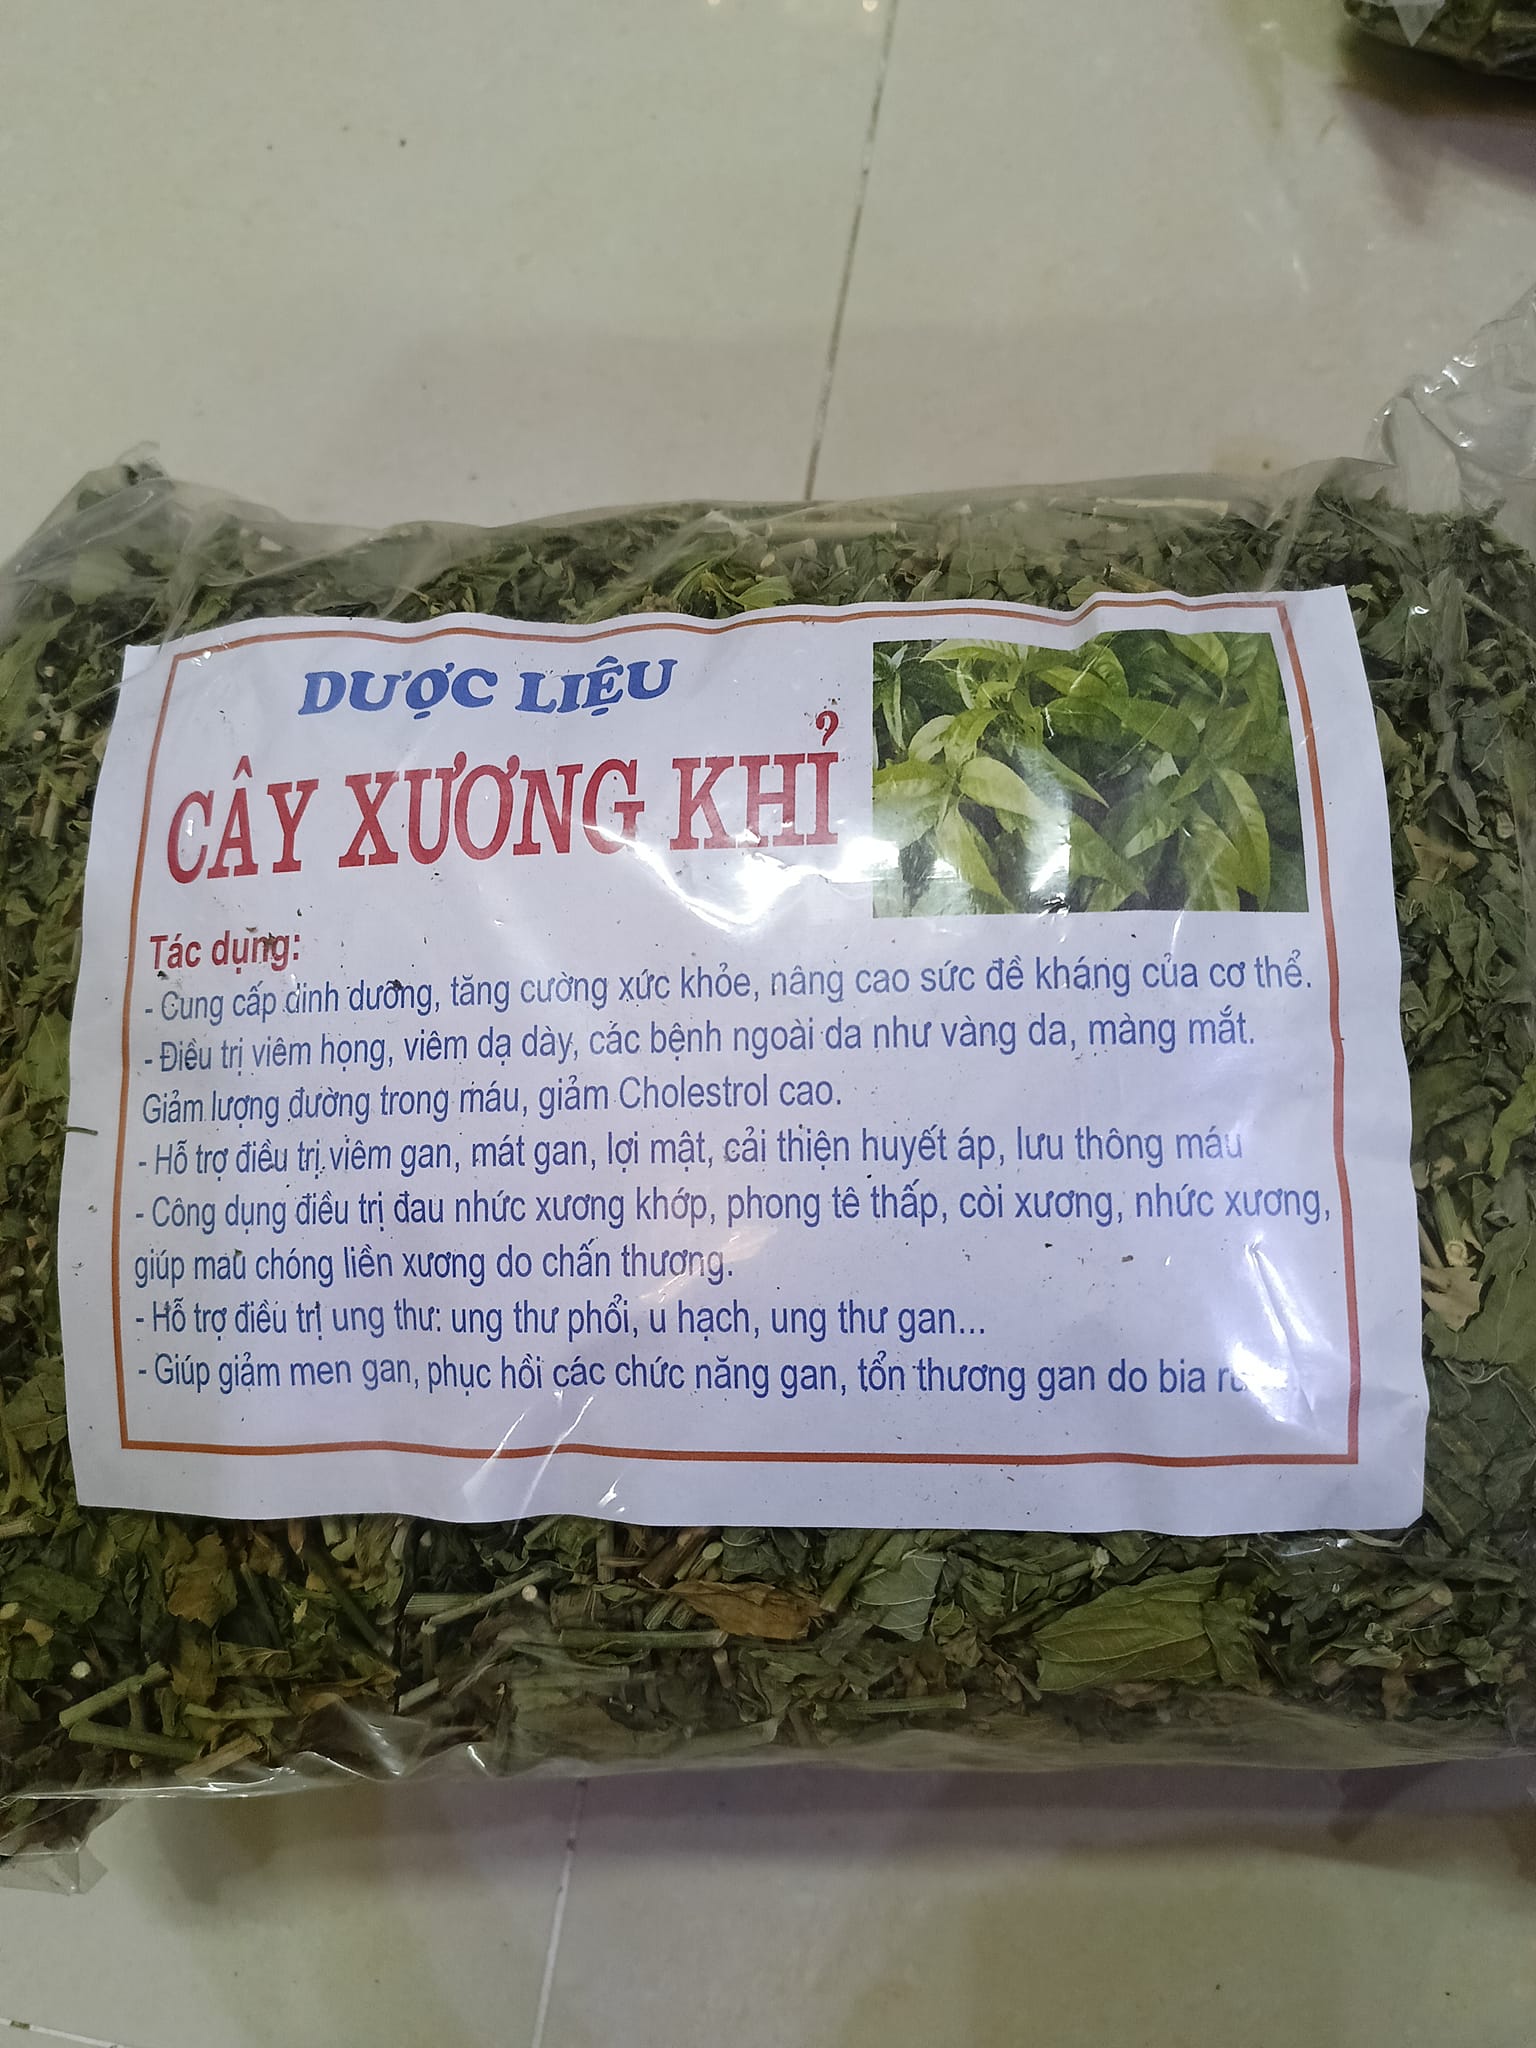 DƯỢC LIỆU
CÂY XƯƠNG KHỈ
Tác dụng:
- Cung cấp dinh dưỡng, tăng cường xức khỏe, nâng cao sức đề kháng của cơ thể.
- Điều trị viêm họng, viêm dạ dày, các bệnh ngoài da như vàng da, màng mắt.
Giảm lượng đường trong máu, giảm Cholestrol cao.
- Hỗ trợ điều trị viêm gan, mát gan, lợi mật, cải thiện huyết áp, lưu thông máu
- Công dụng điều trị đau nhức xương khớp, phong tê thấp, còi xương, nhức xương,
giúp mau chóng liền xương do chấn thương.
- Hỗ trợ điều trị ung thư: ung thư phổi, u hạch, ung thư gan...
- Giúp giảm men gan, phục hồi các chức năng gan, tổn thương gan do bia